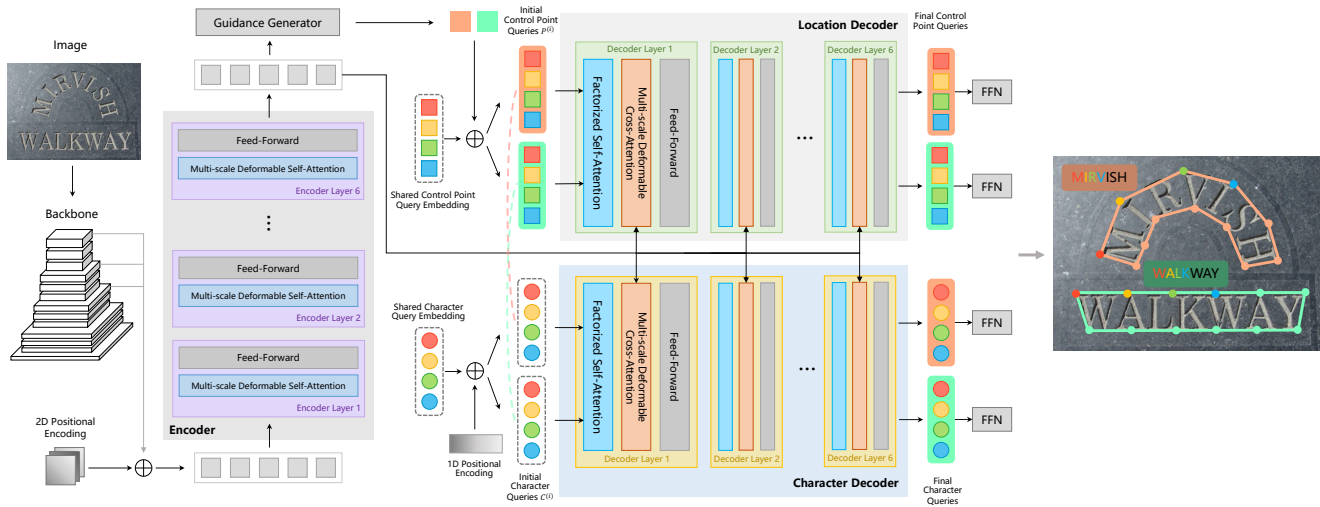 Image
MIRVLSH
WALKWAY
Backbone
2D Positional
Encoding
Guidance Generator
Feed-Forward
Multi-scale Deformable Self-Attention
Encoder Layer 6
...
Feed-Forward
Multi-scale Deformable Self-Attention
Encoder Layer 2
Feed-Forward
Multi-scale Deformable Self-Attention
Encoder Layer 1
Encoder
Initial
Control Point
Queries P^(i)
Shared Control Point
Query Embedding
Shared Character
Query Embedding
1D Positional
Encoding
Initial
Character
Queries C^(i)
Location Decoder
Decoder Layer 1
Factorized Self-Attention
Multi-scale Deformable
Cross-Attention
Feed-Forward
Decoder Layer 2
...
Decoder Layer 6
Factorized Self-Attention
Multi-scale Deformable
Cross-Attention
Feed-Forward
Decoder Layer 1
Decoder Layer 2
...
Decoder Layer 6
Character Decoder
Final Control
Point Queries
FFN
FFN
FFN
FFN
Final
Character
Queries
MIRVISH
MIRVLSH
WALKWAY
WALKWAY